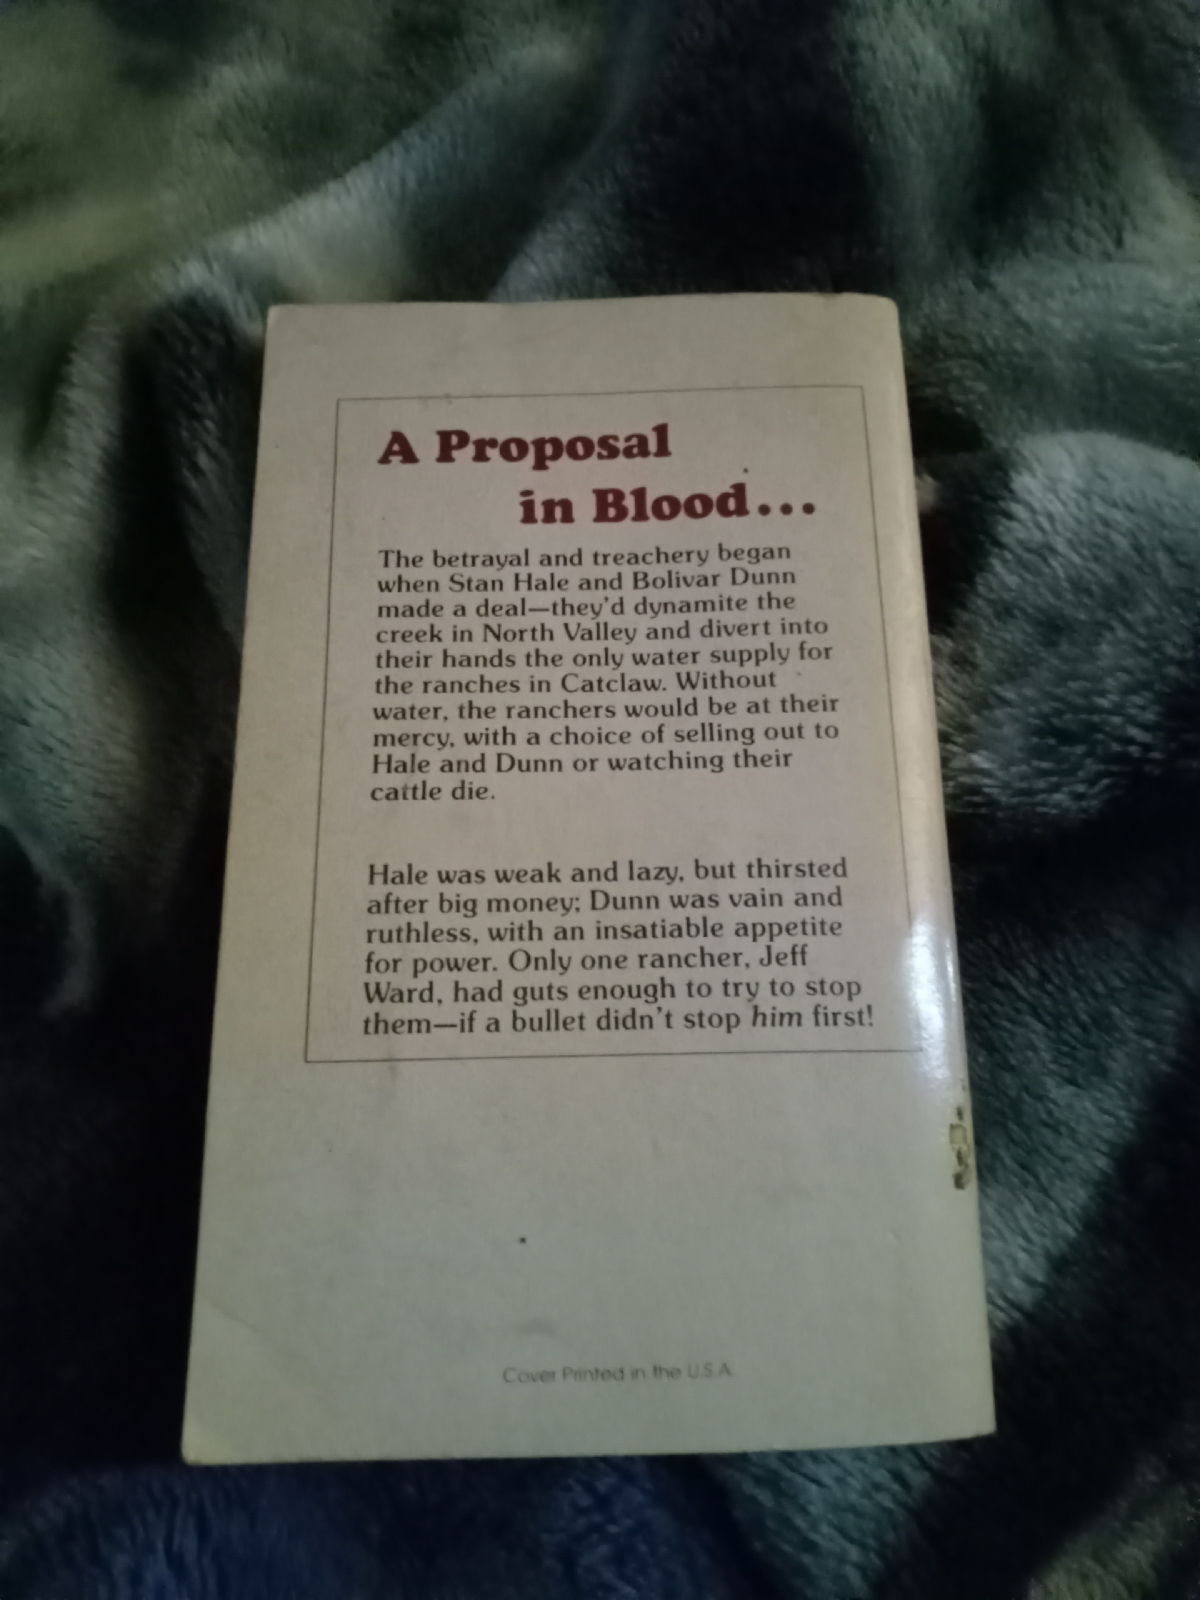 A Proposal
in Blood...
The betrayal and treachery began
when Stan Hale and Bolivar Dunn
made a deal—they'd dynamite the
creek in North Valley and divert into
their hands the only water supply for
the ranches in Catclaw. Without
water, the ranchers would be at their
mercy, with a choice of selling out to
Hale and Dunn or watching their
cattle die.
Hale was weak and lazy, but thirsted
after big money; Dunn was vain and
ruthless, with an insatiable appetite
for power. Only one rancher, Jeff
Ward, had guts enough to try to stop
them—if a bullet didn't stop him first!
Cover Printed in the U.S.A.